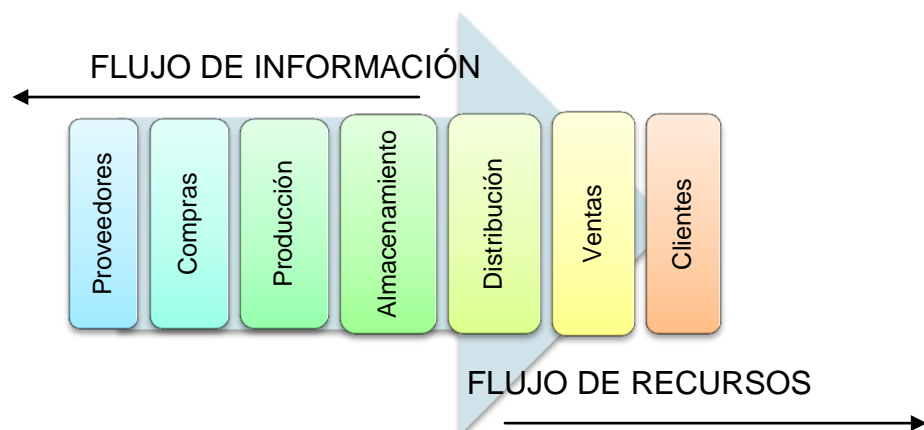 FLUJO DE INFORMACIÓN
Proveedores
Compras
Producción
Almacenamiento
Distribución
Ventas
Clientes
FLUJO DE RECURSOS